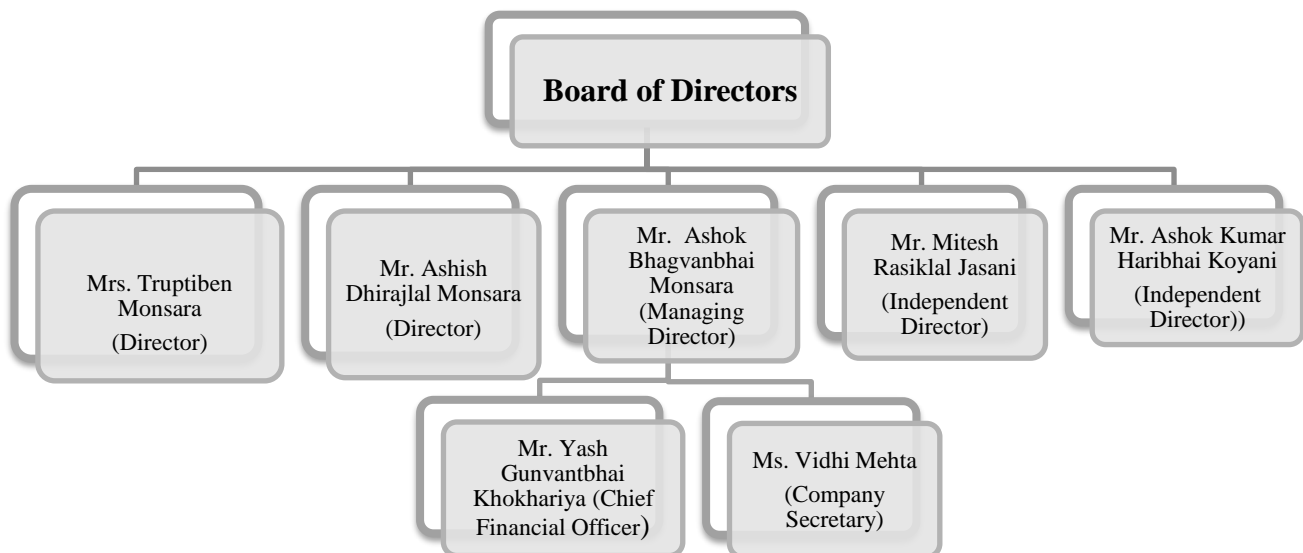 Board of Directors
Mrs. Truptiben
Monsara
(Director)
Mr. Ashish
Dhirajlal Monsara
(Director)
Mr. Ashok
Bhagvanbhai
Monsara
(Managing
Director)
Mr. Mitesh
Rasiklal Jasani
(Independent
Director)
Mr. Ashok Kumar
Haribhai Koyani
(Independent
Director))
Mr. Yash
Gunvantbhai
Khokhariya (Chief
Financial Officer)
Ms. Vidhi Mehta
(Company
Secretary)